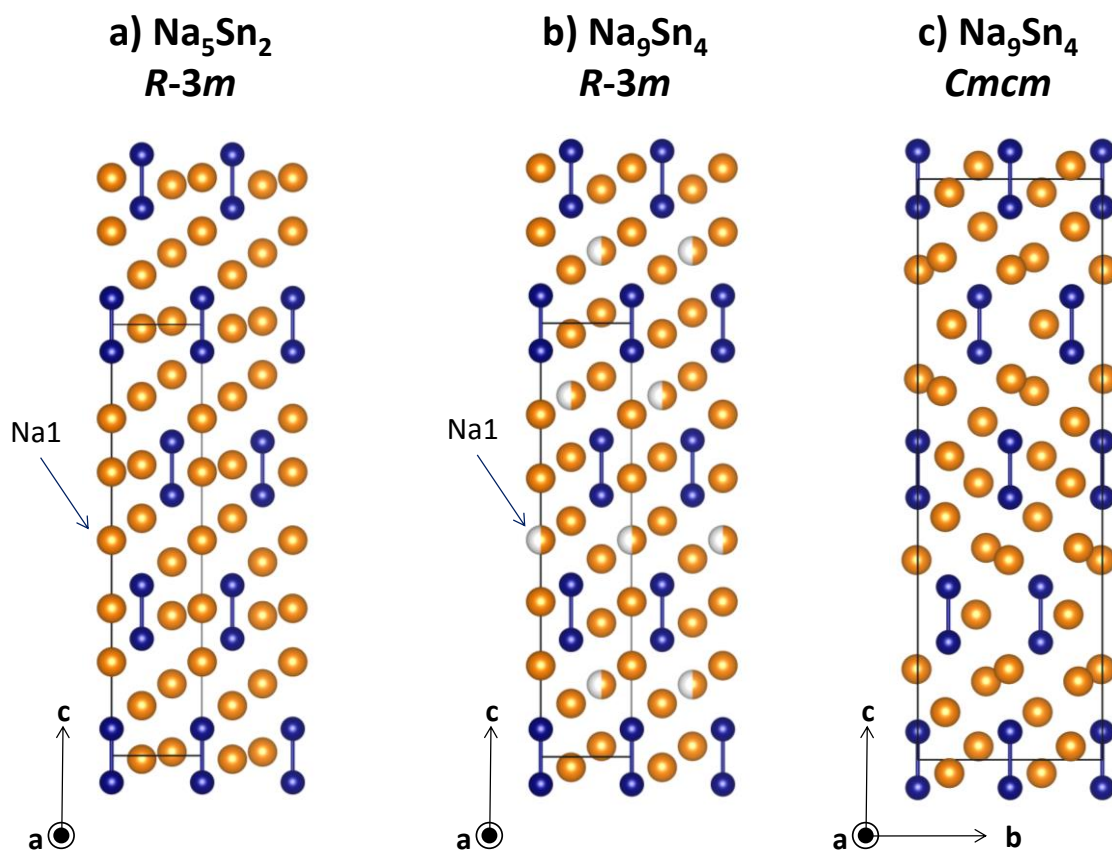 a) Na₅Sn₂
R-3m
b) Na₉Sn₄
R-3m
c) Na₉Sn₄
Cmcm
Na1
Na1
c
a
c
a
c
a
b